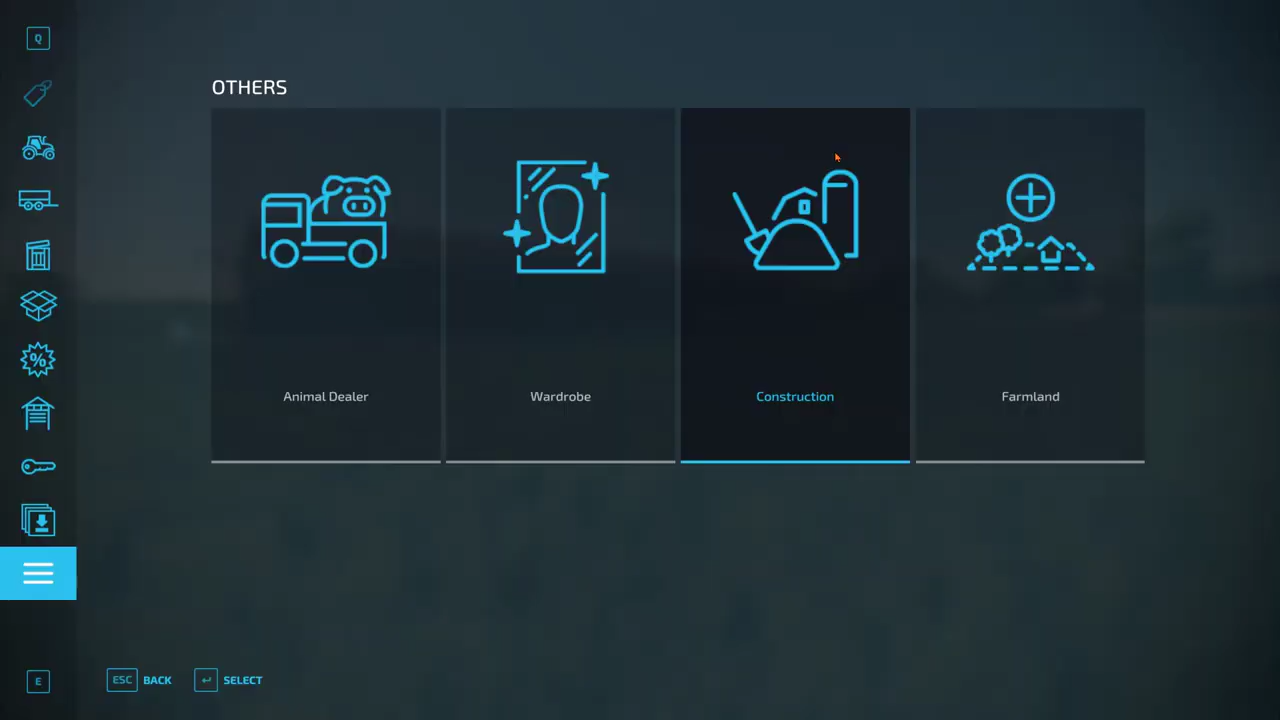 Q
OTHERS
%
Animal Dealer
Wardrobe
Construction
Farmland
E
ESC BACK
SELECT